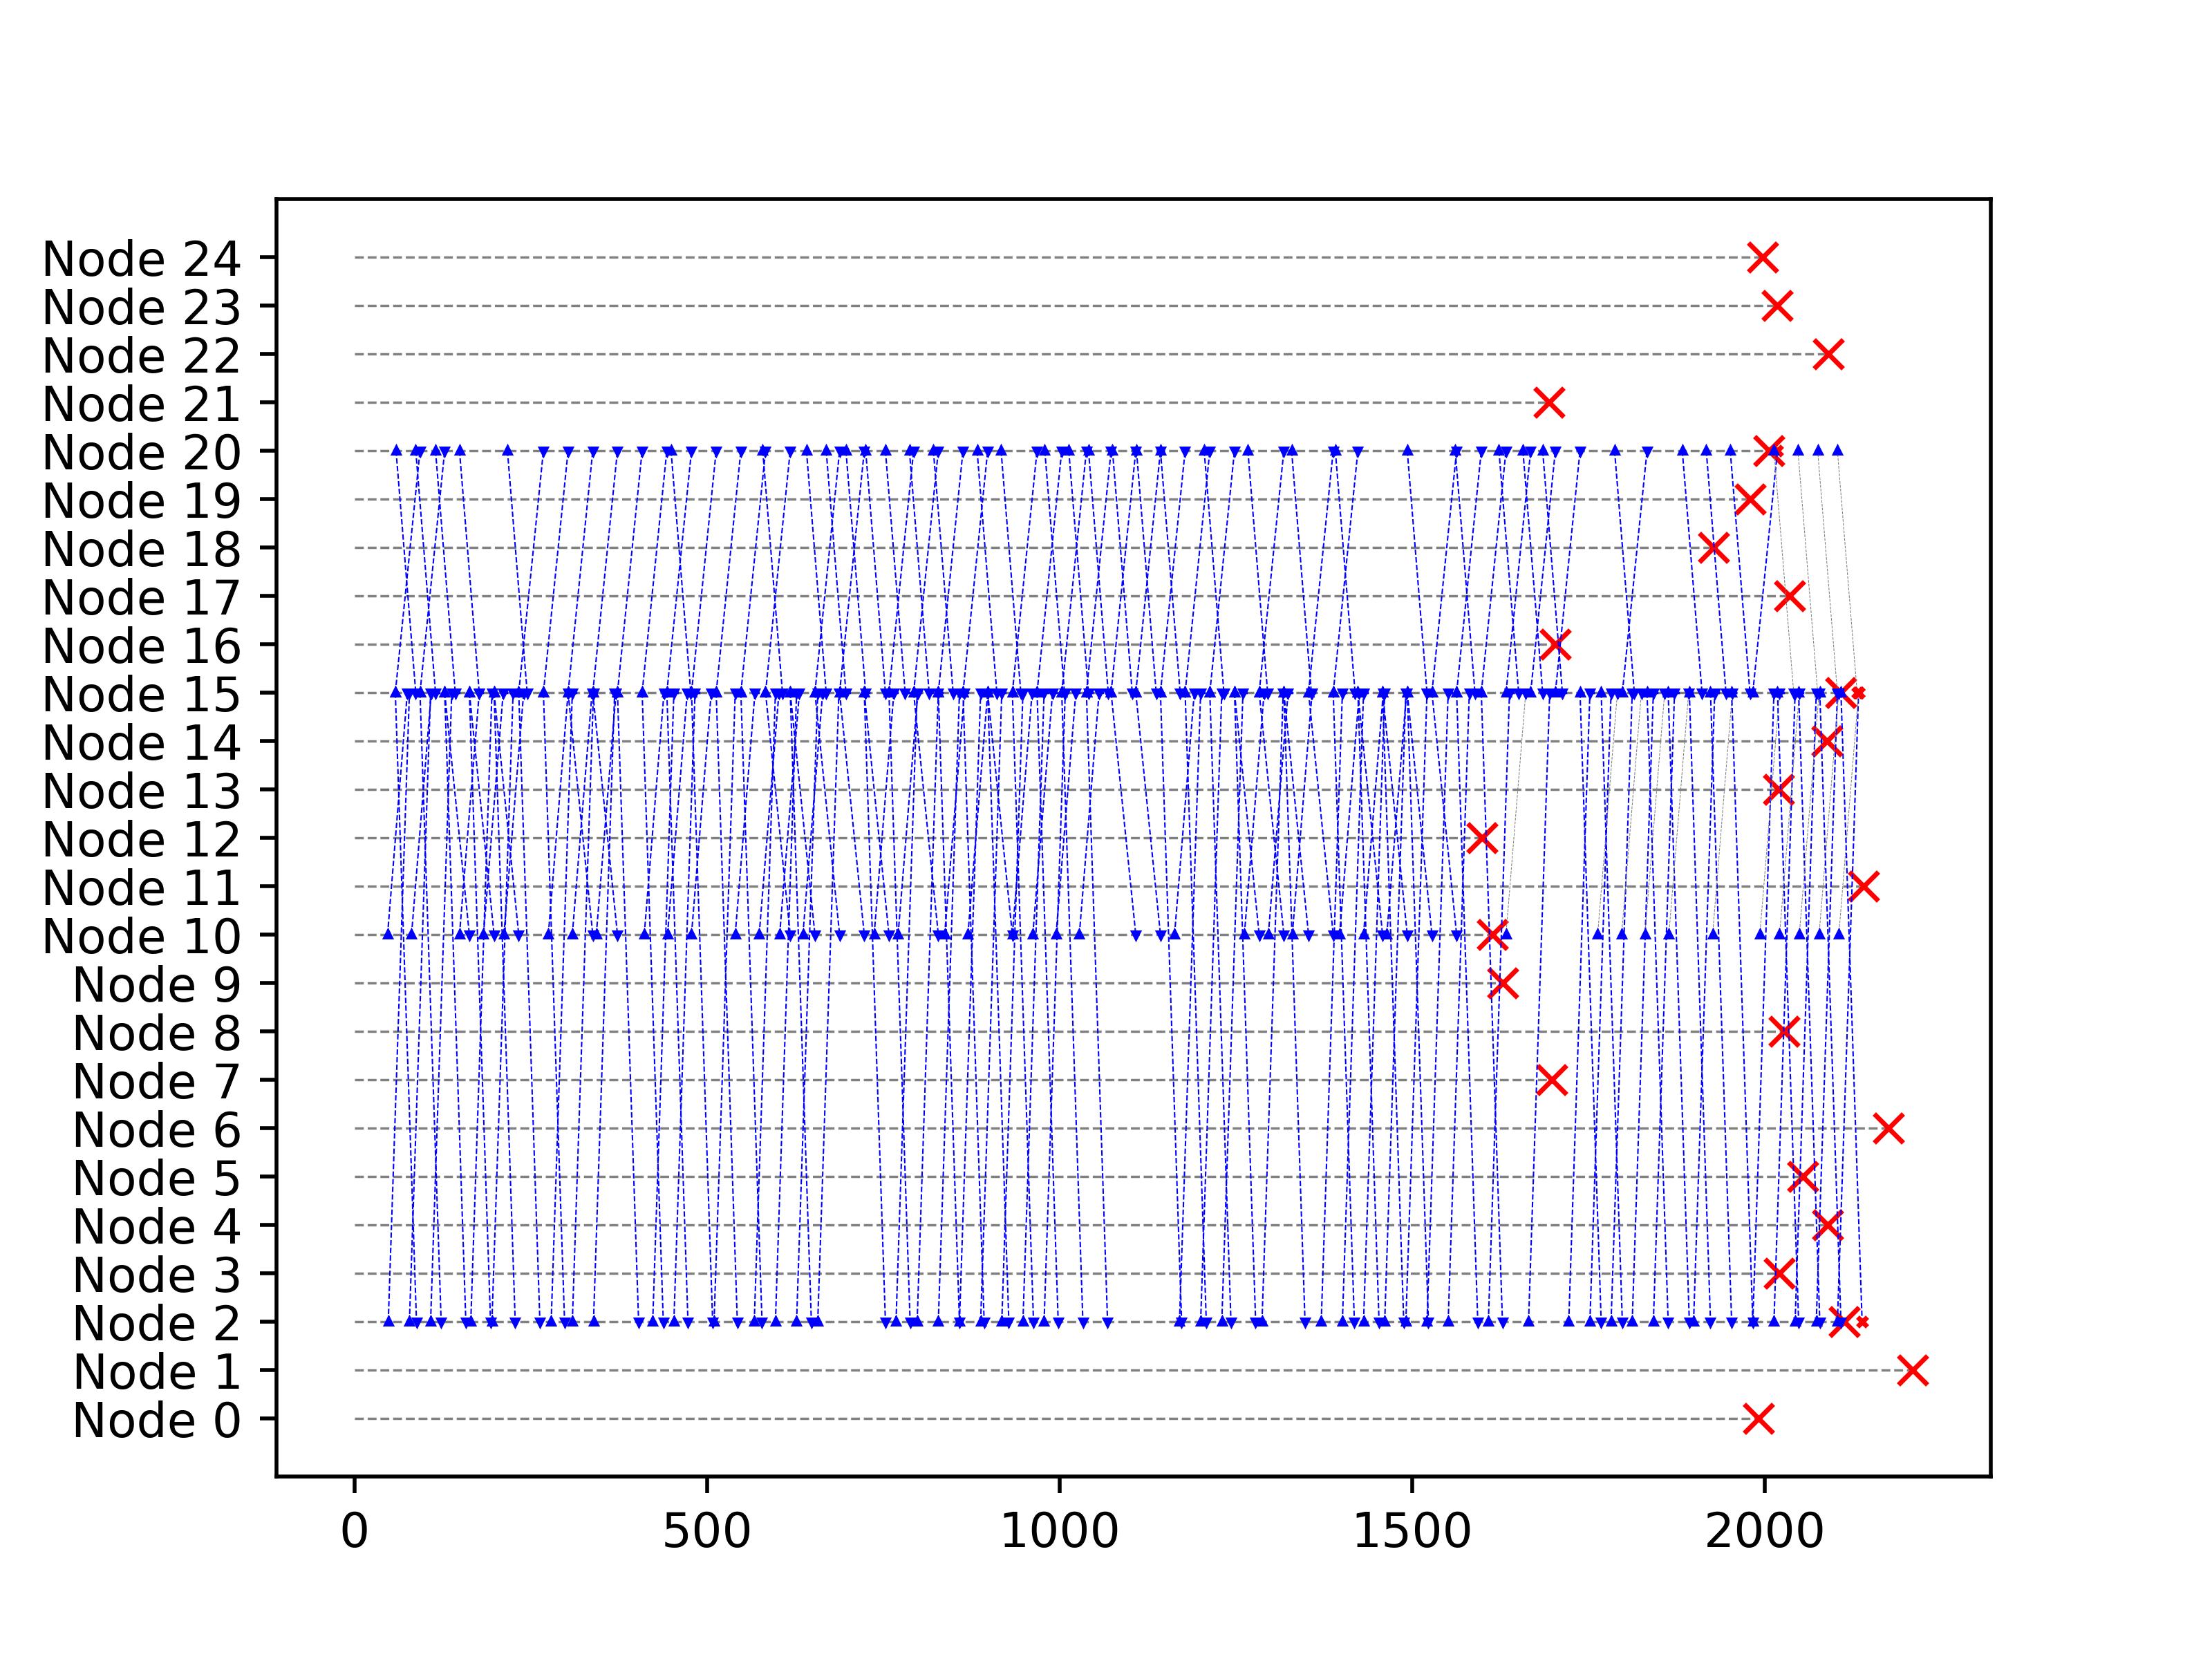 Node 24
Node 23
Node 22
Node 21
Node 20
Node 19
Node 18
Node 17
Node 16
Node 15
Node 14
Node 13
Node 12
Node 11
Node 10
Node 9
Node 8
Node 7
Node 6
Node 5
Node 4
Node 3
Node 2
Node 1
Node 0
0 500 1000 1500 2000